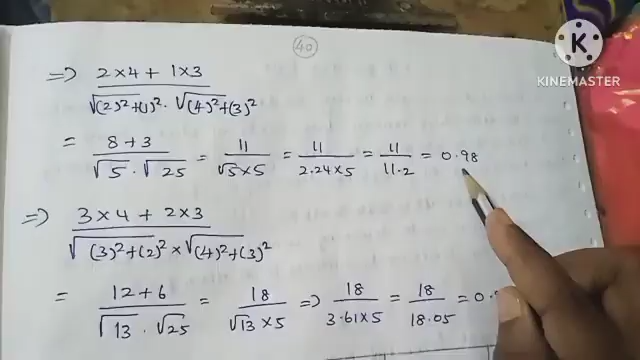 40
K
KINEMASTER
=> 2×4 + 1×3 / √(2)²+(1)² · √(4)²+(3)²
= 8+3 / √5 · √25 = 11 / √5×5 = 11 / 2.24×5 = 11 / 11.2 = 0.98
=> 3×4 + 2×3 / √(3)²+(2)² × √(4)²+(3)²
= 12+6 / √13 · √25 = 18 / √13×5 => 18 / 3.61×5 = 18 / 18.05 = 0.